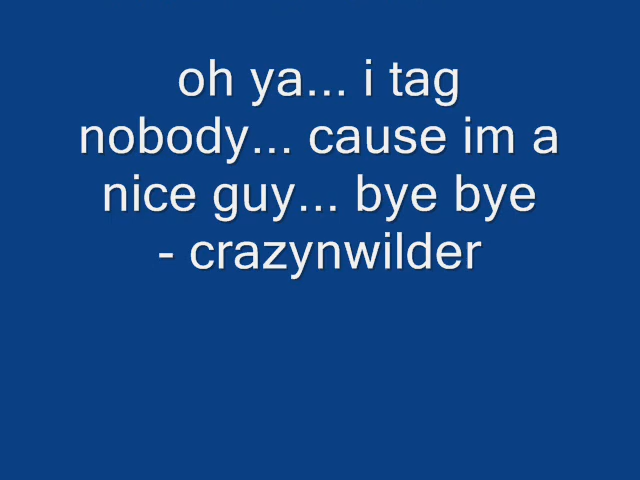 oh ya... i tag
nobody... cause im a
nice guy... bye bye
- crazynwilder